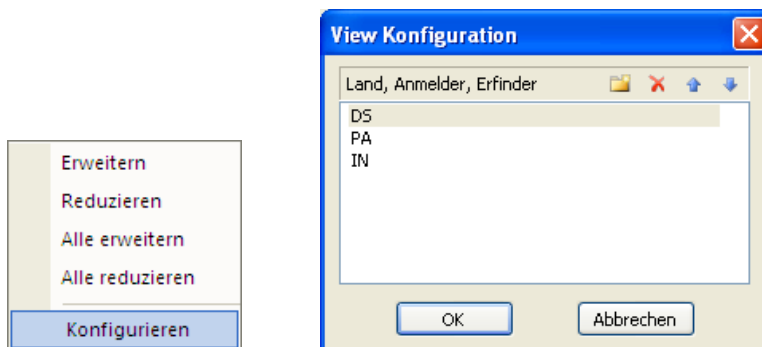 Erweitern
Reduzieren
Alle erweitern
Alle reduzieren
Konfigurieren
View Konfiguration
Land, Anmelder, Erfinder
DS
PA
IN
OK
Abbrechen